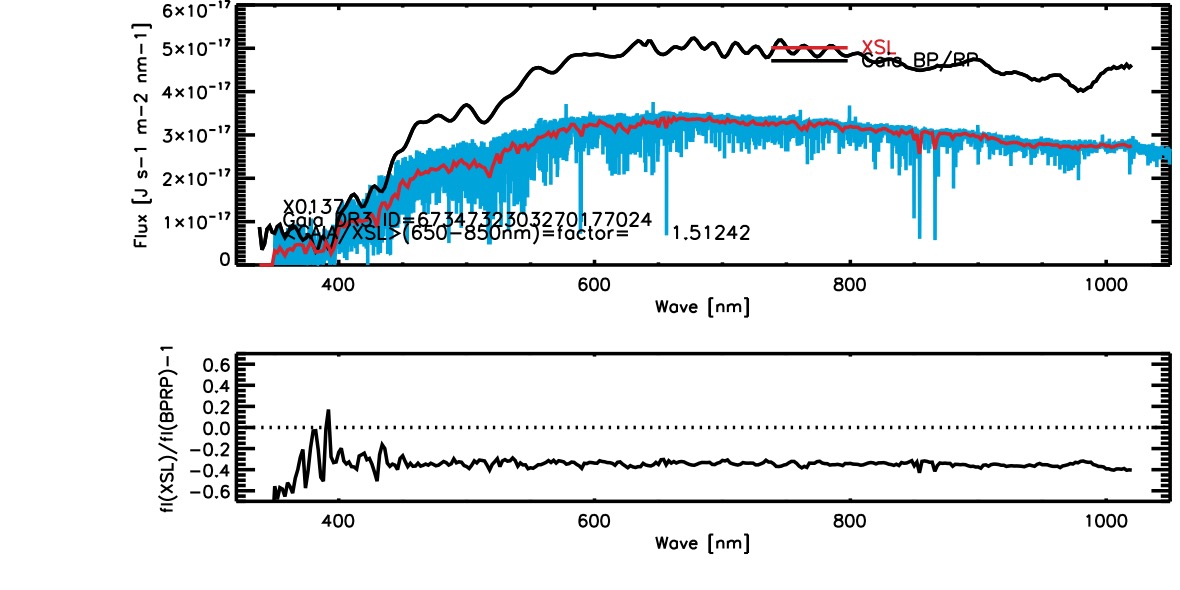 6×10−17
5×10−17
4×10−17
3×10−17
2×10−17
1×10−17
0
Flux [J s−1 m−2 nm−1]
XSL
Gaia BP/RP
X0137
Gaia DR3 ID=6734732303270177024
<GAIA/XSL>(650−850nm)=factor= 1.51242
400 600 800 1000
Wave [nm]
0.6
0.4
0.2
0.0
−0.2
−0.4
−0.6
fl(XSL)/fl(BPRP)−1
400 600 800 1000
Wave [nm]